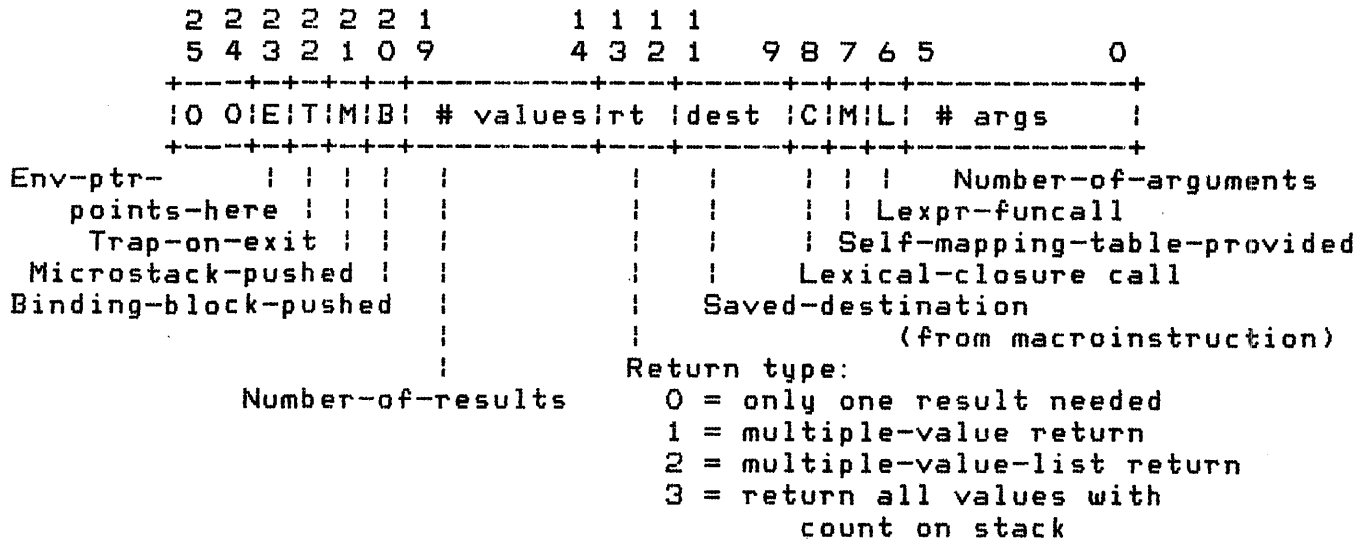 2 2 2 2 2 2 1         1 1 1 1
5 4 3 2 1 0 9         4 3 2 1   9 8 7 6 5         0
+---+-+-+-+-+---------+---+-----+-+-+-+-----------+
|0 0|E|T|M|B| # values|rt |dest |C|M|L| # args    |
+---+-+-+-+-+---------+---+-----+-+-+-+-----------+
Env-ptr-    | | | |  |         |   |    | | |   Number-of-arguments
points-here | | |  |         |   |    | | Lexpr-funcall
Trap-on-exit | |  |         |   |    | Self-mapping-table-provided
Microstack-pushed |  |         |   |    Lexical-closure call
Binding-block-pushed  |         |   Saved-destination
|         |           (from macroinstruction)
|         Return type:
Number-of-results    0 = only one result needed
1 = multiple-value return
2 = multiple-value-list return
3 = return all values with
count on stack